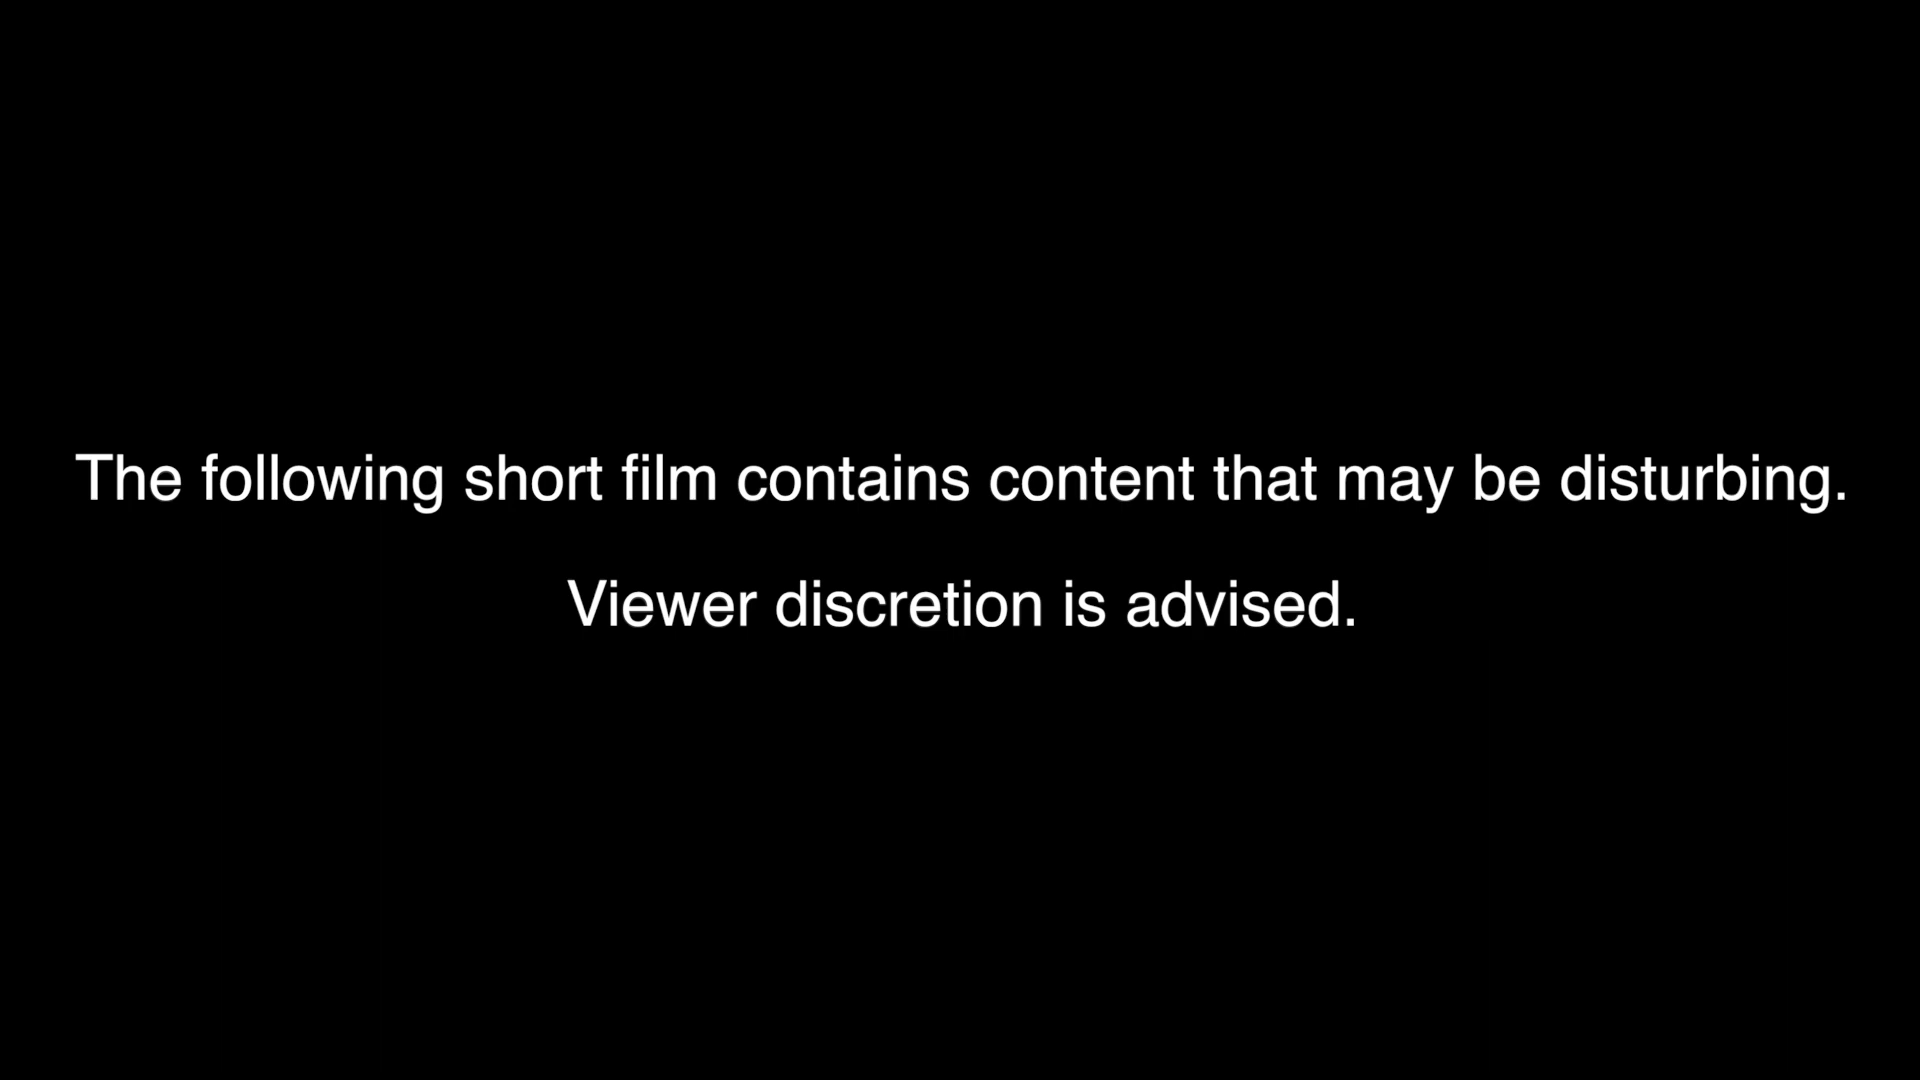 The following short film contains content that may be disturbing.
Viewer discretion is advised.